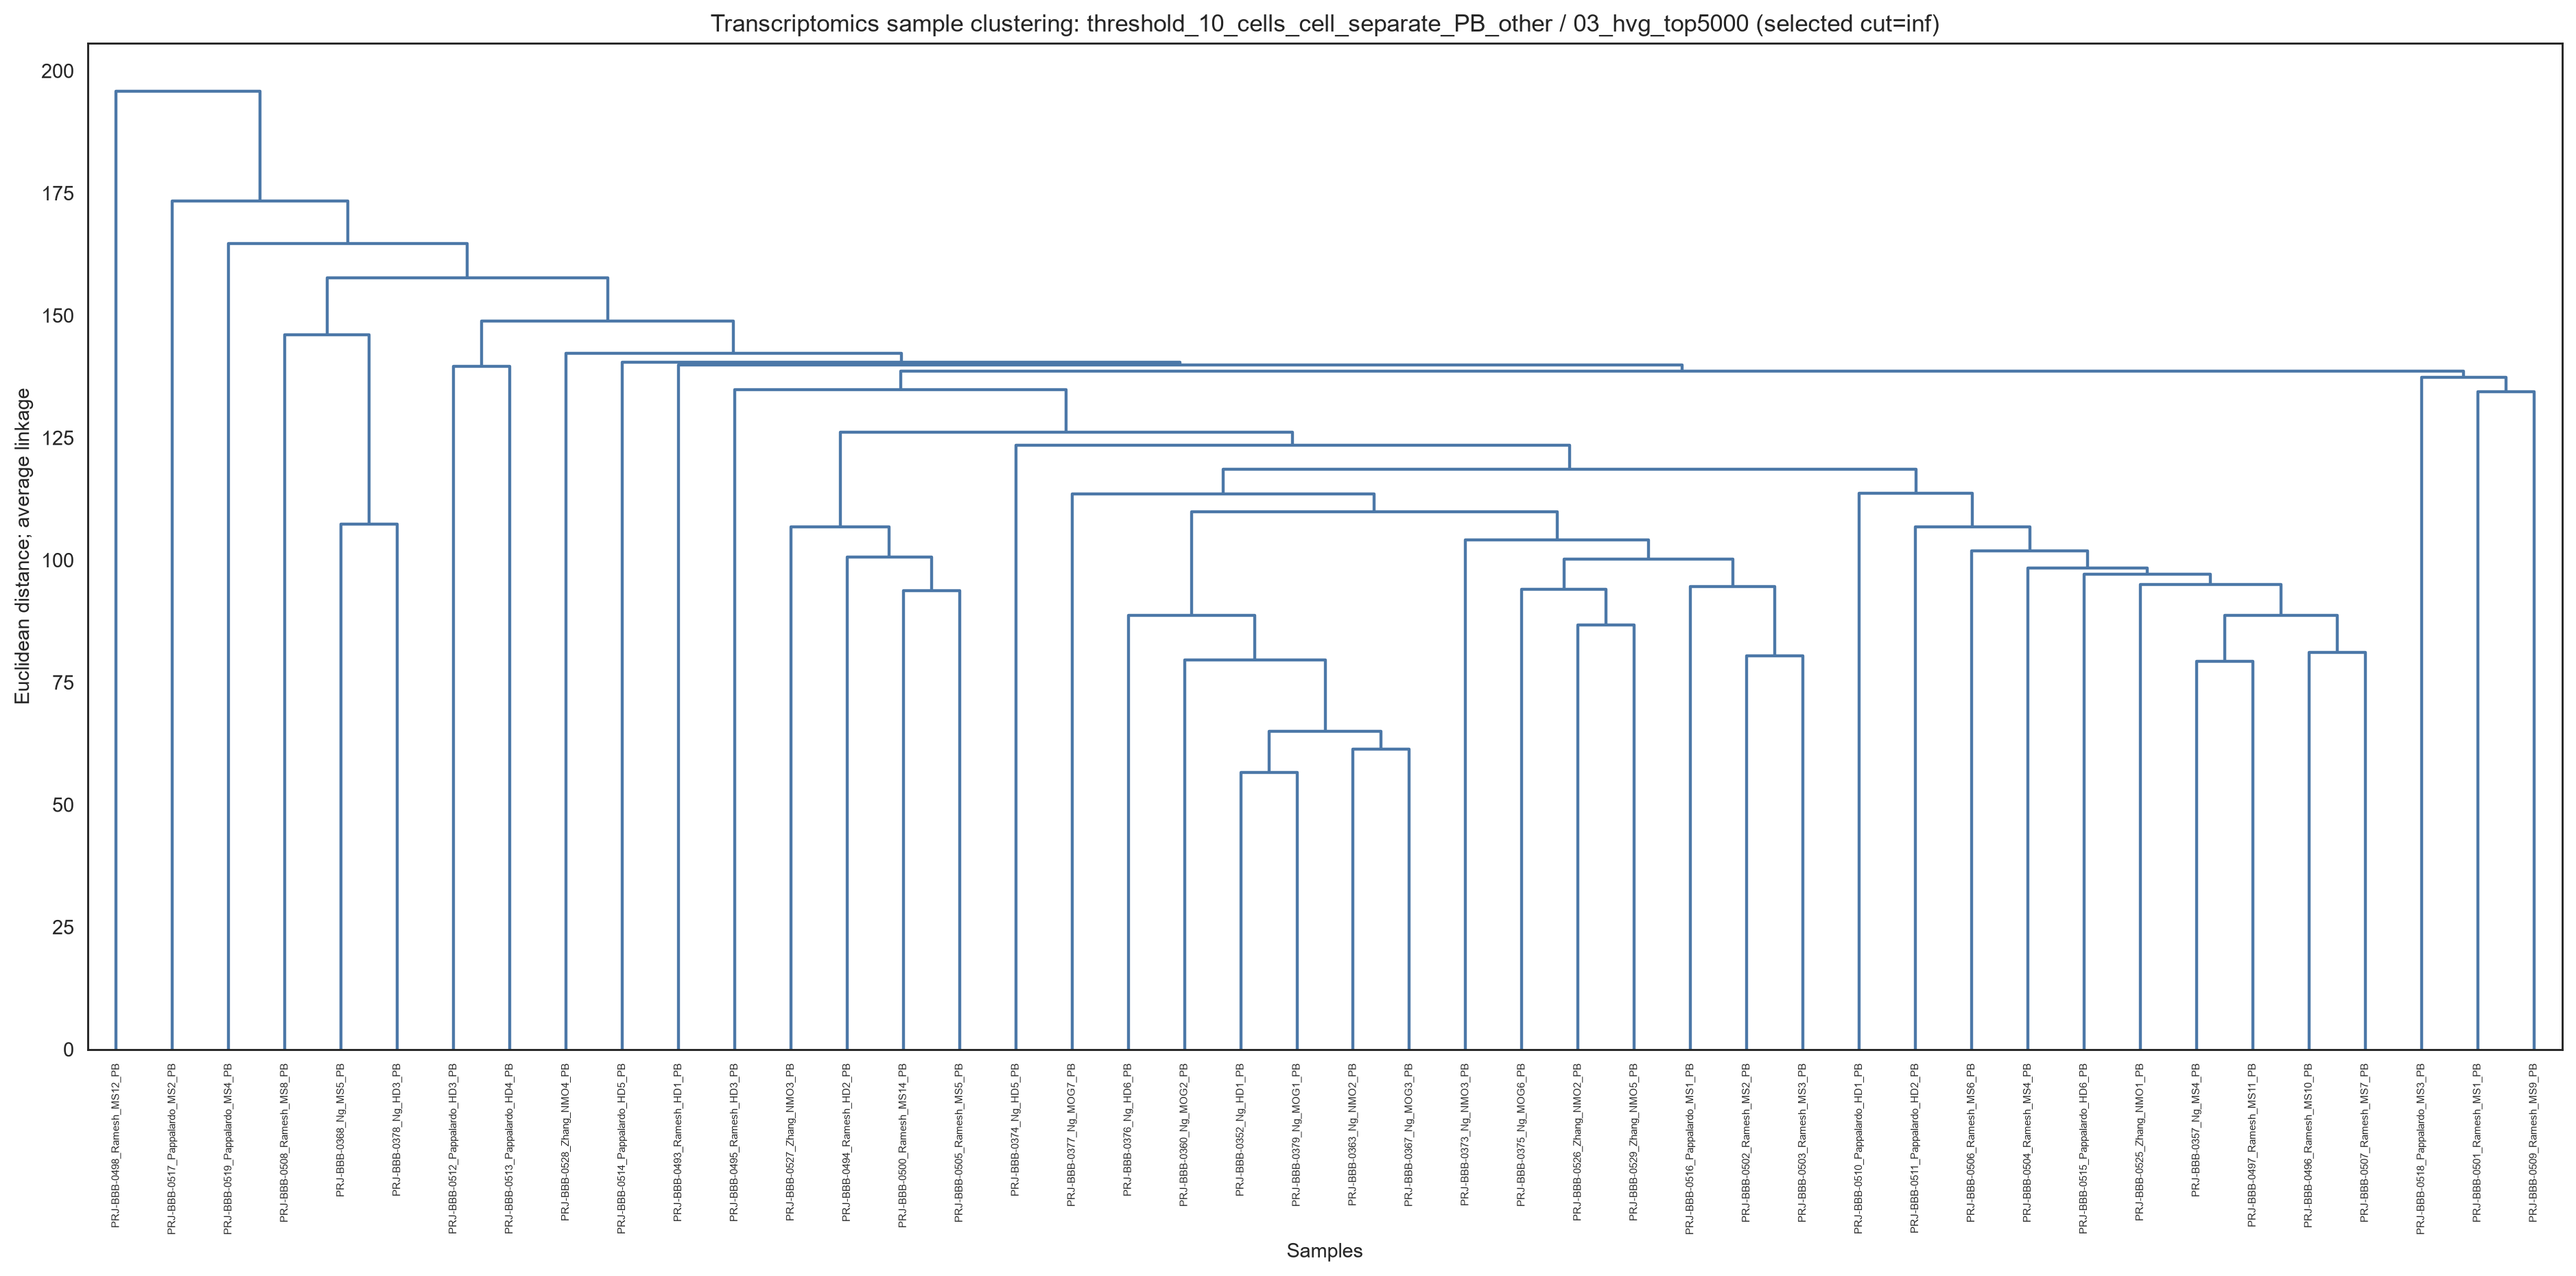 Transcriptomics sample clustering: threshold_10_cells_cell_separate_PB_other / 03_hvg_top5000 (selected cut=inf)
Euclidean distance; average linkage
200
175
150
125
100
75
50
25
0
PRJ-BBB-0498_Ramesh_MS12_PB
PRJ-BBB-0517_Pappalardo_MS2_PB
PRJ-BBB-0519_Pappalardo_MS4_PB
PRJ-BBB-0508_Ramesh_MS8_PB
PRJ-BBB-0368_Ng_MS5_PB
PRJ-BBB-0378_Ng_HD3_PB
PRJ-BBB-0512_Pappalardo_HD3_PB
PRJ-BBB-0513_Pappalardo_HD4_PB
PRJ-BBB-0528_Zhang_NMO4_PB
PRJ-BBB-0514_Pappalardo_HD5_PB
PRJ-BBB-0493_Ramesh_HD1_PB
PRJ-BBB-0495_Ramesh_HD3_PB
PRJ-BBB-0527_Zhang_NMO3_PB
PRJ-BBB-0494_Ramesh_HD2_PB
PRJ-BBB-0500_Ramesh_MS14_PB
PRJ-BBB-0505_Ramesh_MS5_PB
PRJ-BBB-0374_Ng_HD5_PB
PRJ-BBB-0377_Ng_MOG7_PB
PRJ-BBB-0376_Ng_HD6_PB
PRJ-BBB-0360_Ng_MOG2_PB
PRJ-BBB-0352_Ng_HD1_PB
PRJ-BBB-0379_Ng_MOG1_PB
PRJ-BBB-0363_Ng_NMO2_PB
PRJ-BBB-0367_Ng_MOG3_PB
PRJ-BBB-0373_Ng_NMO3_PB
PRJ-BBB-0375_Ng_MOG6_PB
PRJ-BBB-0526_Zhang_NMO2_PB
PRJ-BBB-0529_Zhang_NMO5_PB
PRJ-BBB-0516_Pappalardo_MS1_PB
PRJ-BBB-0502_Ramesh_MS2_PB
PRJ-BBB-0503_Ramesh_MS3_PB
PRJ-BBB-0510_Pappalardo_HD1_PB
PRJ-BBB-0511_Pappalardo_HD2_PB
PRJ-BBB-0506_Ramesh_MS6_PB
PRJ-BBB-0504_Ramesh_MS4_PB
PRJ-BBB-0515_Pappalardo_HD6_PB
PRJ-BBB-0525_Zhang_NMO1_PB
PRJ-BBB-0357_Ng_MS4_PB
PRJ-BBB-0497_Ramesh_MS11_PB
PRJ-BBB-0496_Ramesh_MS10_PB
PRJ-BBB-0507_Ramesh_MS7_PB
PRJ-BBB-0518_Pappalardo_MS3_PB
PRJ-BBB-0501_Ramesh_MS1_PB
PRJ-BBB-0509_Ramesh_MS9_PB
Samples